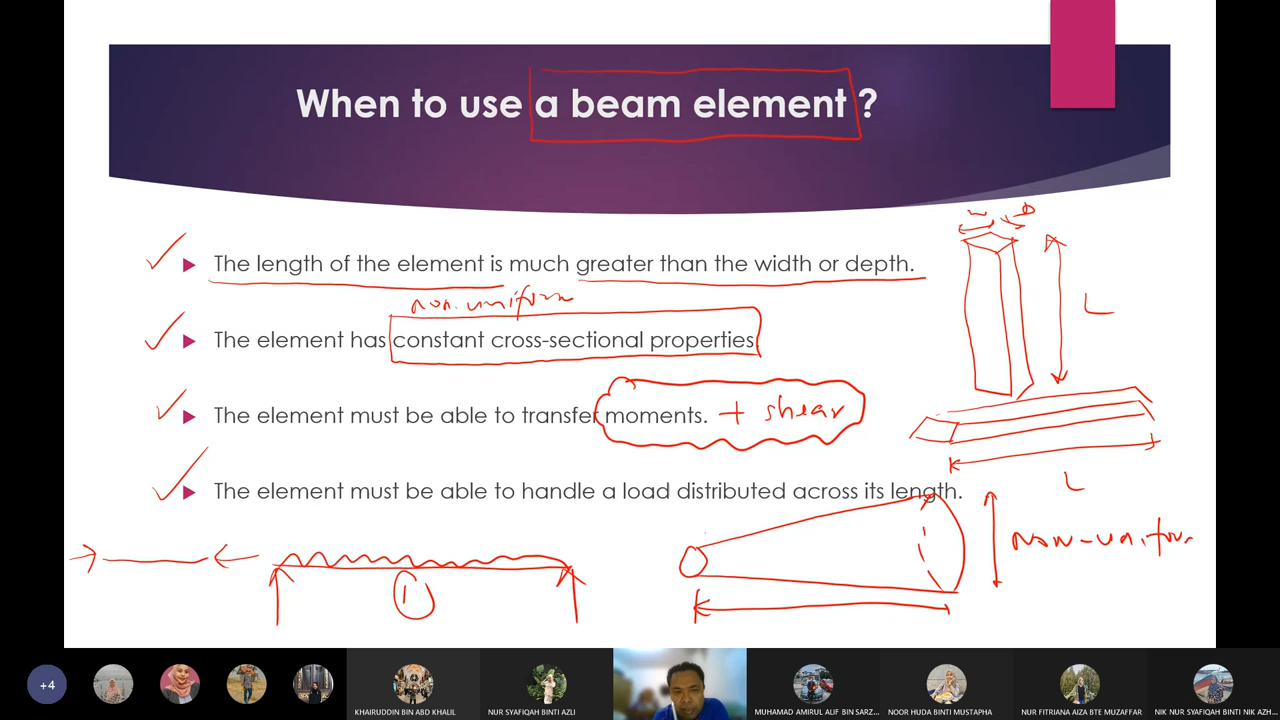 When to use a beam element ?
W D
The length of the element is much greater than the width or depth.
non-uniform
L
The element has constant cross-sectional properties.
The element must be able to transfer moments. + shear
The element must be able to handle a load distributed across its length.
L
non-uniform
1
+4
KHAIRUDDIN BIN ABD KHALIL
NUR SYAFIQAH BINTI AZLI
MUHAMAD AMIRUL ALIF BIN SARZ...
NOOR HUDA BINTI MUSTAPHA
NUR FITRIANA AIZA BTE MUZAFFAR
NIK NUR SYAFIQAH BINTI NIK AZH...